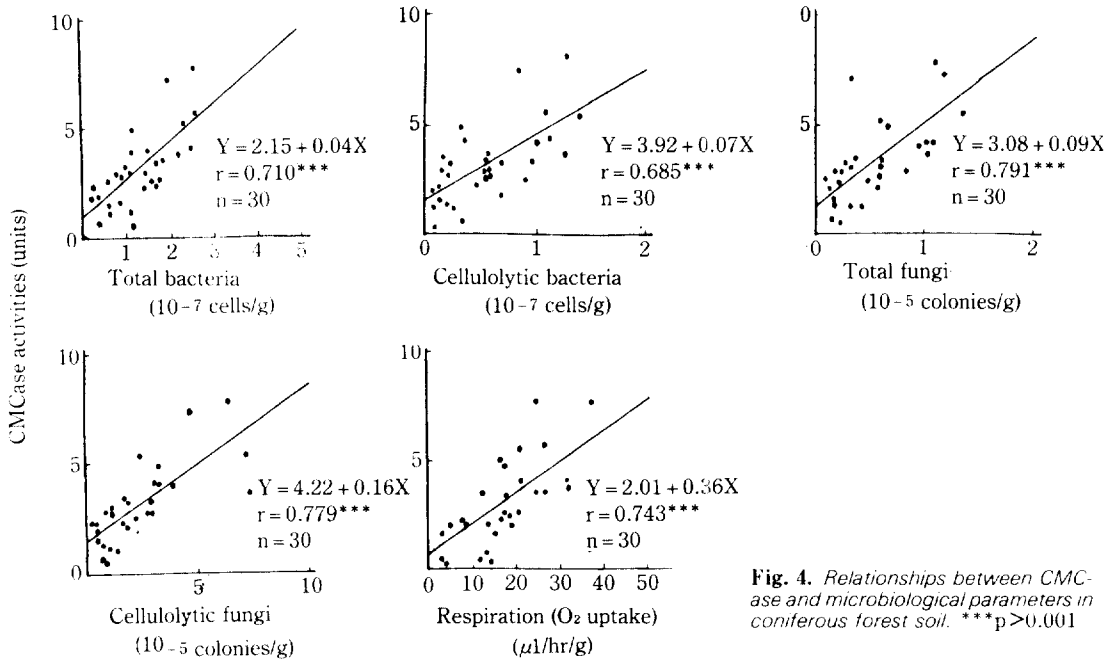 CMCase activities (units)
10
5
0
1 2 3 4 5
Y = 2.15 + 0.04X
r = 0.710***
n = 30
Total bacteria
(10-7 cells/g)
10
5
0
0 1 2
Y = 3.92 + 0.07X
r = 0.685***
n = 30
Cellulolytic bacteria
(10-7 cells/g)
0
5
0
0 1 2
Y = 3.08 + 0.09X
r = 0.791***
n = 30
Total fungi
(10-5 colonies/g)
10
5
0
5 10
Y = 4.22 + 0.16X
r = 0.779***
n = 30
Cellulolytic fungi
(10-5 colonies/g)
10
5
0
0 10 20 30 40 50
Y = 2.01 + 0.36X
r = 0.743***
n = 30
Respiration (O₂ uptake)
(μl/hr/g)
Fig. 4. Relationships between CMC-
ase and microbiological parameters in
coniferous forest soil. ***p>0.001